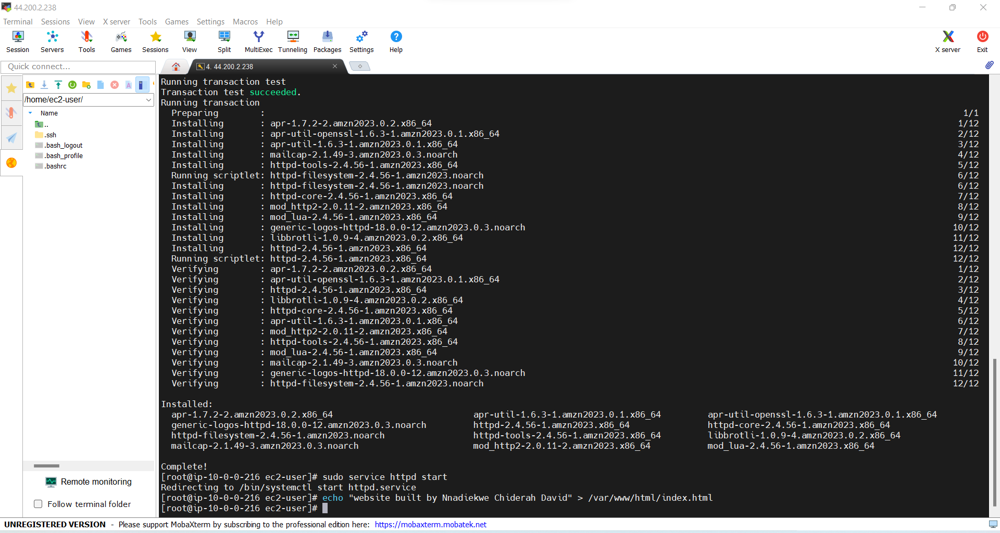 44.200.2.238
Terminal Sessions View X server Tools Games Settings Macros Help
Session Servers Tools Games Sessions View Split MultiExec Tunneling Packages Settings Help X server Exit
Quick connect...
4. 44.200.2.238
/home/ec2-user/
Name
..
.ssh
.bash_logout
.bash_profile
.bashrc
Remote monitoring
Follow terminal folder
Running transaction test
Transaction test succeeded.
Running transaction
Preparing : 1/1
Installing : apr-1.7.2-2.amzn2023.0.2.x86_64 1/12
Installing : apr-util-openssl-1.6.3-1.amzn2023.0.1.x86_64 2/12
Installing : apr-util-1.6.3-1.amzn2023.0.1.x86_64 3/12
Installing : mailcap-2.1.49-3.amzn2023.0.3.noarch 4/12
Installing : httpd-tools-2.4.56-1.amzn2023.x86_64 5/12
Running scriptlet: httpd-filesystem-2.4.56-1.amzn2023.noarch 6/12
Installing : httpd-filesystem-2.4.56-1.amzn2023.noarch 6/12
Installing : httpd-core-2.4.56-1.amzn2023.x86_64 7/12
Installing : mod_http2-2.0.11-2.amzn2023.x86_64 8/12
Installing : mod_lua-2.4.56-1.amzn2023.x86_64 9/12
Installing : generic-logos-httpd-18.0.0-12.amzn2023.0.3.noarch 10/12
Installing : libbrotli-1.0.9-4.amzn2023.0.2.x86_64 11/12
Installing : httpd-2.4.56-1.amzn2023.x86_64 12/12
Running scriptlet: httpd-2.4.56-1.amzn2023.x86_64 12/12
Verifying : apr-1.7.2-2.amzn2023.0.2.x86_64 1/12
Verifying : apr-util-openssl-1.6.3-1.amzn2023.0.1.x86_64 2/12
Verifying : httpd-2.4.56-1.amzn2023.x86_64 3/12
Verifying : libbrotli-1.0.9-4.amzn2023.0.2.x86_64 4/12
Verifying : httpd-core-2.4.56-1.amzn2023.x86_64 5/12
Verifying : apr-util-1.6.3-1.amzn2023.0.1.x86_64 6/12
Verifying : mod_http2-2.0.11-2.amzn2023.x86_64 7/12
Verifying : httpd-tools-2.4.56-1.amzn2023.x86_64 8/12
Verifying : mod_lua-2.4.56-1.amzn2023.x86_64 9/12
Verifying : mailcap-2.1.49-3.amzn2023.0.3.noarch 10/12
Verifying : generic-logos-httpd-18.0.0-12.amzn2023.0.3.noarch 11/12
Verifying : httpd-filesystem-2.4.56-1.amzn2023.noarch 12/12
Installed:
apr-1.7.2-2.amzn2023.0.2.x86_64 apr-util-1.6.3-1.amzn2023.0.1.x86_64 apr-util-openssl-1.6.3-1.amzn2023.0.1.x86_64
generic-logos-httpd-18.0.0-12.amzn2023.0.3.noarch httpd-2.4.56-1.amzn2023.x86_64 httpd-core-2.4.56-1.amzn2023.x86_64
httpd-filesystem-2.4.56-1.amzn2023.noarch httpd-tools-2.4.56-1.amzn2023.x86_64 libbrotli-1.0.9-4.amzn2023.0.2.x86_64
mailcap-2.1.49-3.amzn2023.0.3.noarch mod_http2-2.0.11-2.amzn2023.x86_64 mod_lua-2.4.56-1.amzn2023.x86_64
Complete!
[root@ip-10-0-0-216 ec2-user]# sudo service httpd start
Redirecting to /bin/systemctl start httpd.service
[root@ip-10-0-0-216 ec2-user]# echo "website built by Nnadiekwe Chiderah David" > /var/www/html/index.html
[root@ip-10-0-0-216 ec2-user]#
UNREGISTERED VERSION - Please support MobaXterm by subscribing to the professional edition here: https://mobaxterm.mobatek.net